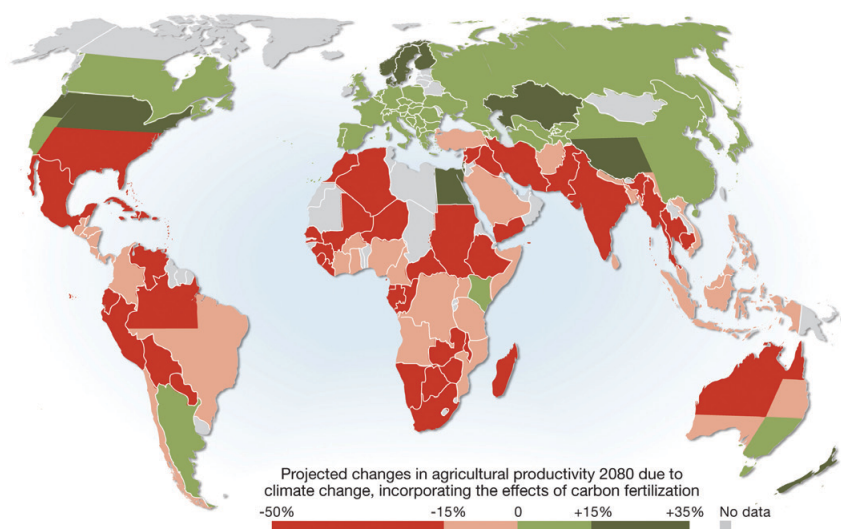 Projected changes in agricultural productivity 2080 due to
climate change, incorporating the effects of carbon fertilization
-50% -15% 0 +15% +35% No data